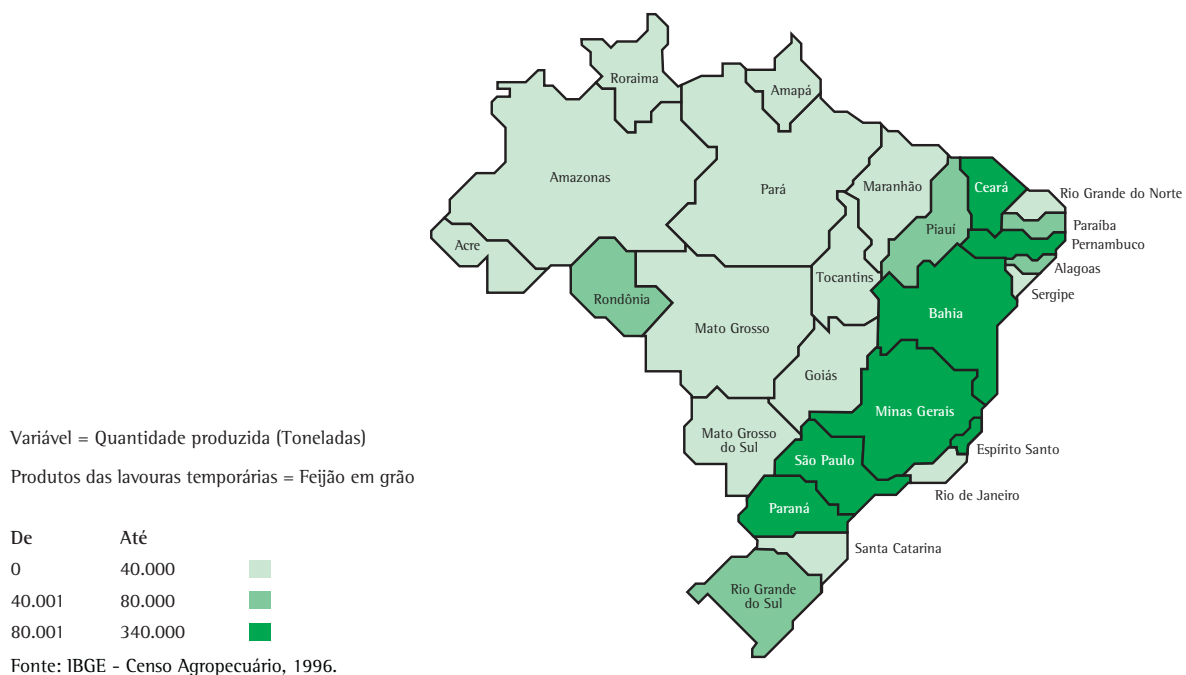 Roraima
Amapá
Amazonas
Pará
Maranhão
Ceará
Rio Grande do Norte
Piauí
Paraíba
Pernambuco
Acre
Alagoas
Tocantins
Sergipe
Rondônia
Bahia
Mato Grosso
Goiás
Minas Gerais
Mato Grosso
do Sul
Espírito Santo
São Paulo
Rio de Janeiro
Paraná
Santa Catarina
Rio Grande
do Sul
Variável = Quantidade produzida (Toneladas)
Produtos das lavouras temporárias = Feijão em grão
De Até
0 40.000
40.001 80.000
80.001 340.000
Fonte: IBGE - Censo Agropecuário, 1996.